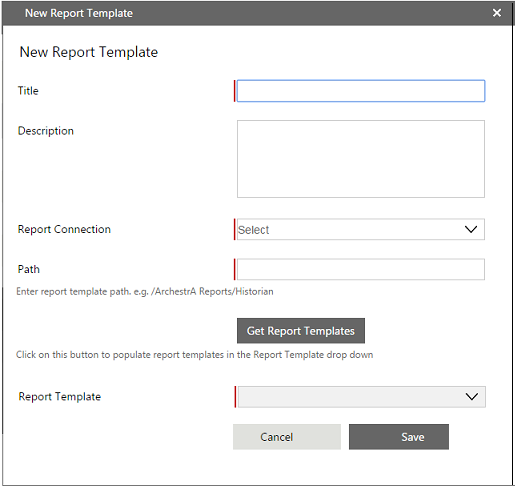 New Report Template
New Report Template
Title
Description
Report Connection
Select
Path
Enter report template path. e.g. /ArchestrA Reports/Historian
Get Report Templates
Click on this button to populate report templates in the Report Template drop down
Report Template
Cancel
Save